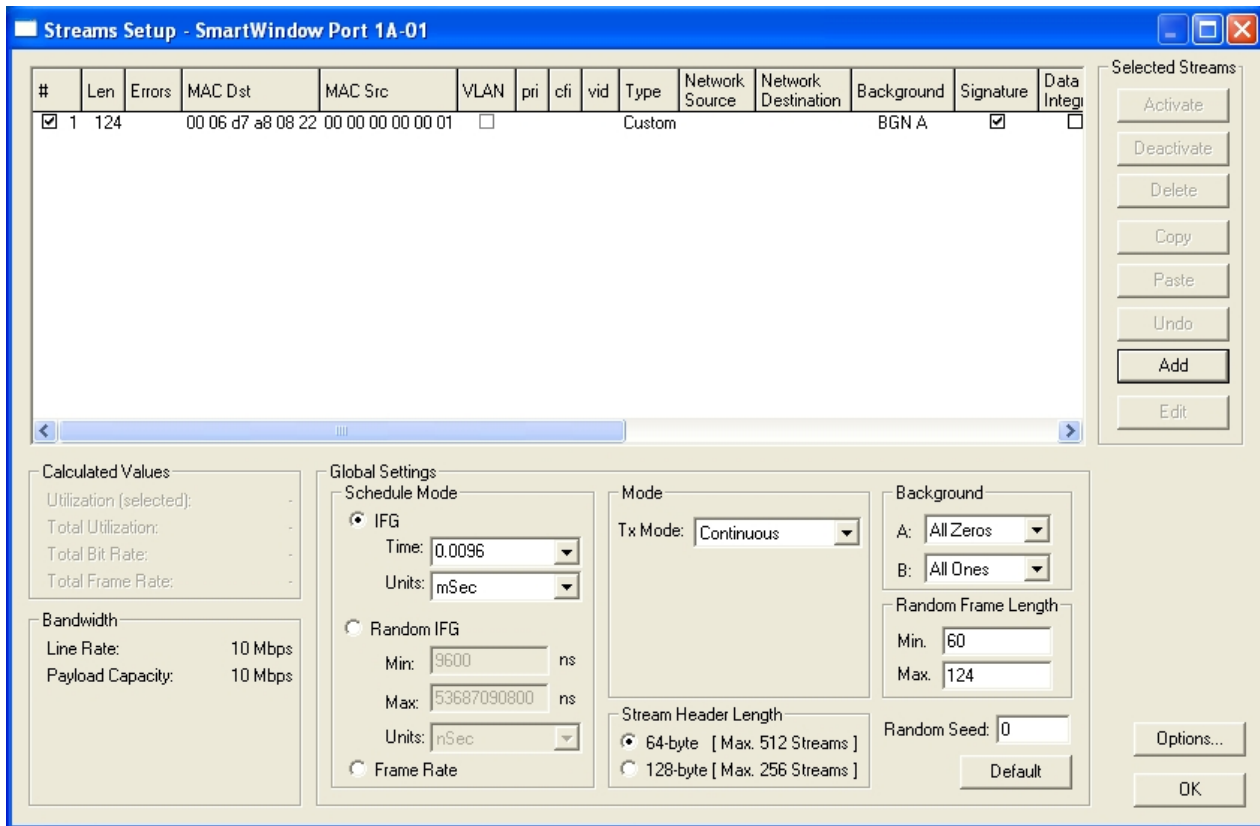 Streams Setup - SmartWindow Port 1A-01
# Len Errors MAC Dst MAC Src VLAN pri cfi vid Type Network Source Network Destination Background Signature Data Integr
1 124 00 06 d7 a8 08 22 00 00 00 00 00 01 Custom BGN A
Selected Streams
Activate
Deactivate
Delete
Copy
Paste
Undo
Add
Edit
Calculated Values
Utilization (selected): -
Total Utilization: -
Total Bit Rate: -
Total Frame Rate: -
Bandwidth
Line Rate: 10 Mbps
Payload Capacity: 10 Mbps
Global Settings
Schedule Mode
IFG
Time: 0.0096
Units: mSec
Random IFG
Min: 9600 ns
Max: 53687090800 ns
Units: nSec
Frame Rate
Mode
Tx Mode: Continuous
Stream Header Length
64-byte [ Max. 512 Streams ]
128-byte [ Max. 256 Streams ]
Background
A: All Zeros
B: All Ones
Random Frame Length
Min. 60
Max. 124
Random Seed: 0
Default
Options...
OK